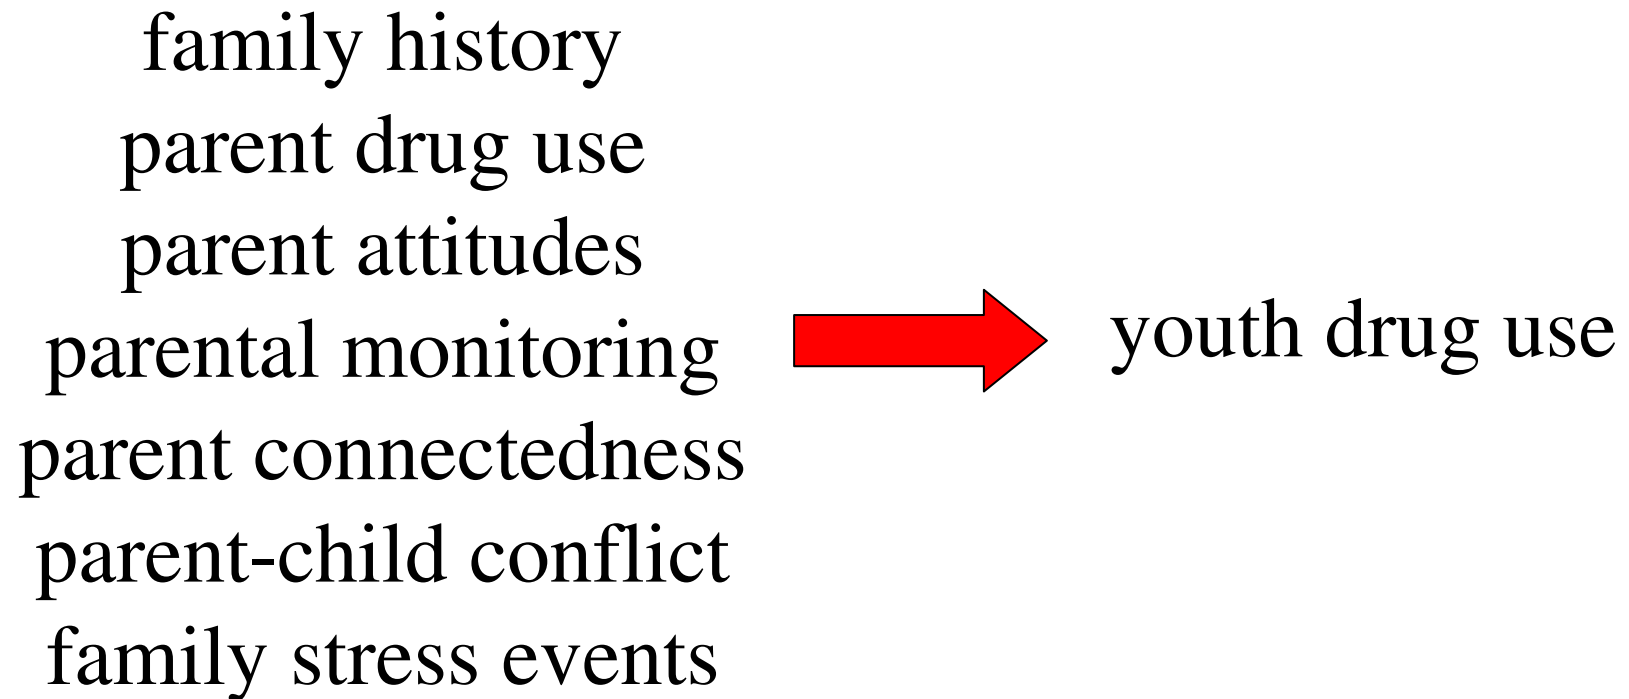 family history
parent drug use
parent attitudes
parental monitoring
parent connectedness
parent-child conflict
family stress events
youth drug use